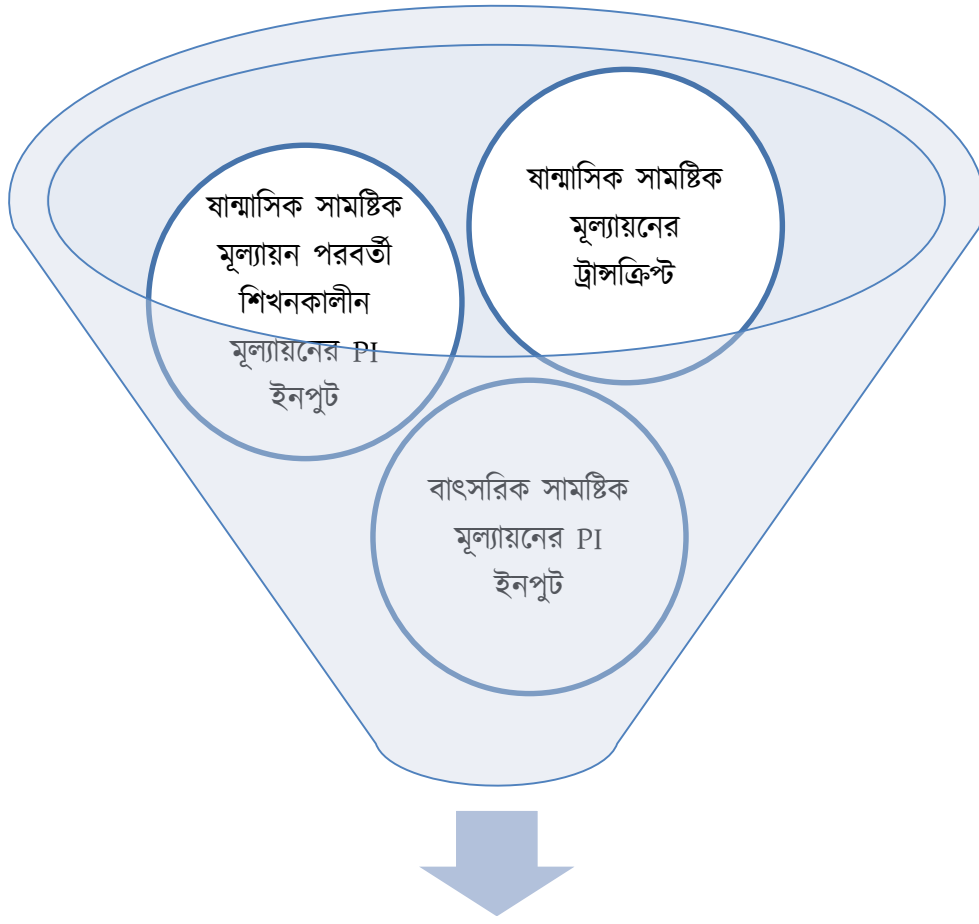 ষান্মাসিক সামষ্টিক
মূল্যায়ন পরবর্তী
শিখনকালীন
মূল্যায়নের PI
ইনপুট
ষান্মাসিক সামষ্টিক
মূল্যায়নের
ট্রান্সক্রিপ্ট
বাৎসরিক সামষ্টিক
মূল্যায়নের PI
ইনপুট